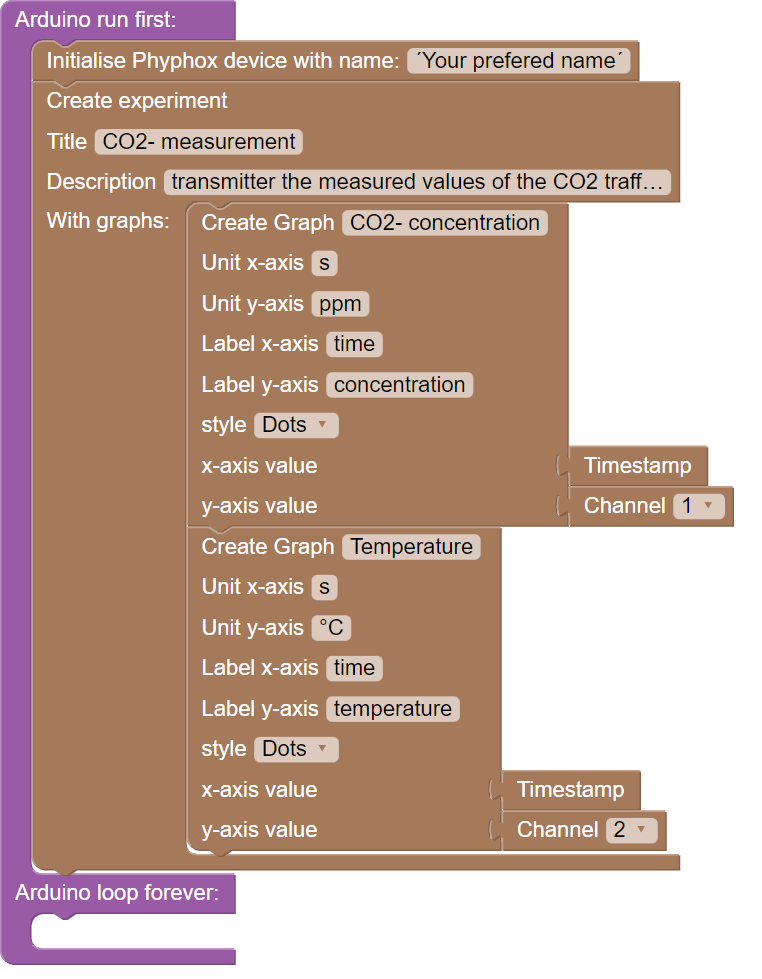 Arduino run first:
Initialise Phyphox device with name: ´Your prefered name´
Create experiment
Title CO2- measurement
Description transmitter the measured values of the CO2 traff…
With graphs: Create Graph CO2- concentration
Unit x-axis s
Unit y-axis ppm
Label x-axis time
Label y-axis concentration
style Dots
x-axis value Timestamp
y-axis value Channel 1
Create Graph Temperature
Unit x-axis s
Unit y-axis °C
Label x-axis time
Label y-axis temperature
style Dots
x-axis value Timestamp
y-axis value Channel 2
Arduino loop forever: